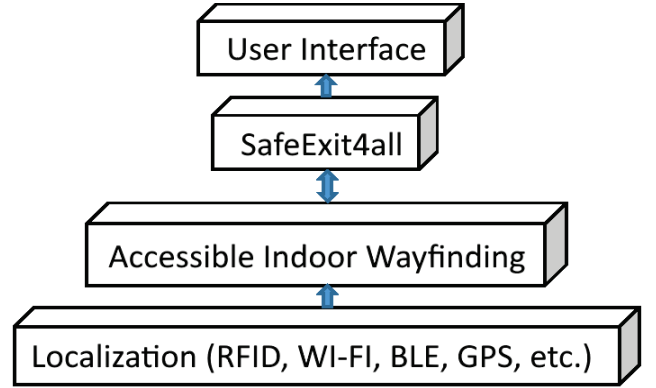 User Interface
SafeExit4all
Accessible Indoor Wayfinding
Localization (RFID, WI-FI, BLE, GPS, etc.)